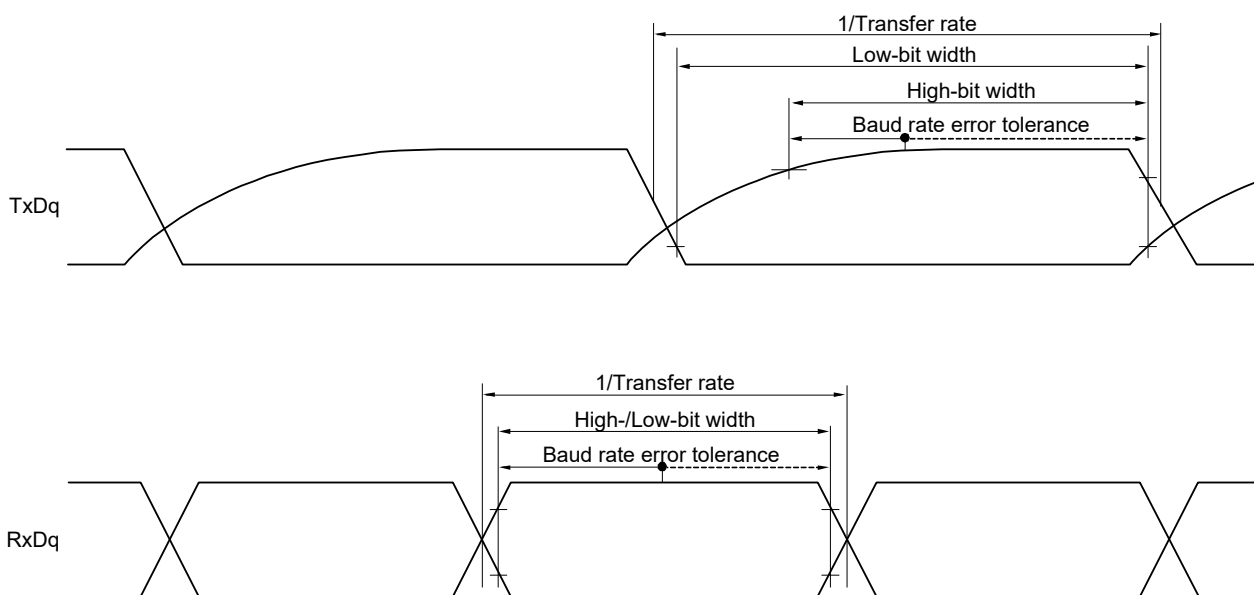 1/Transfer rate
Low-bit width
High-bit width
Baud rate error tolerance
TxDq
1/Transfer rate
High-/Low-bit width
Baud rate error tolerance
RxDq